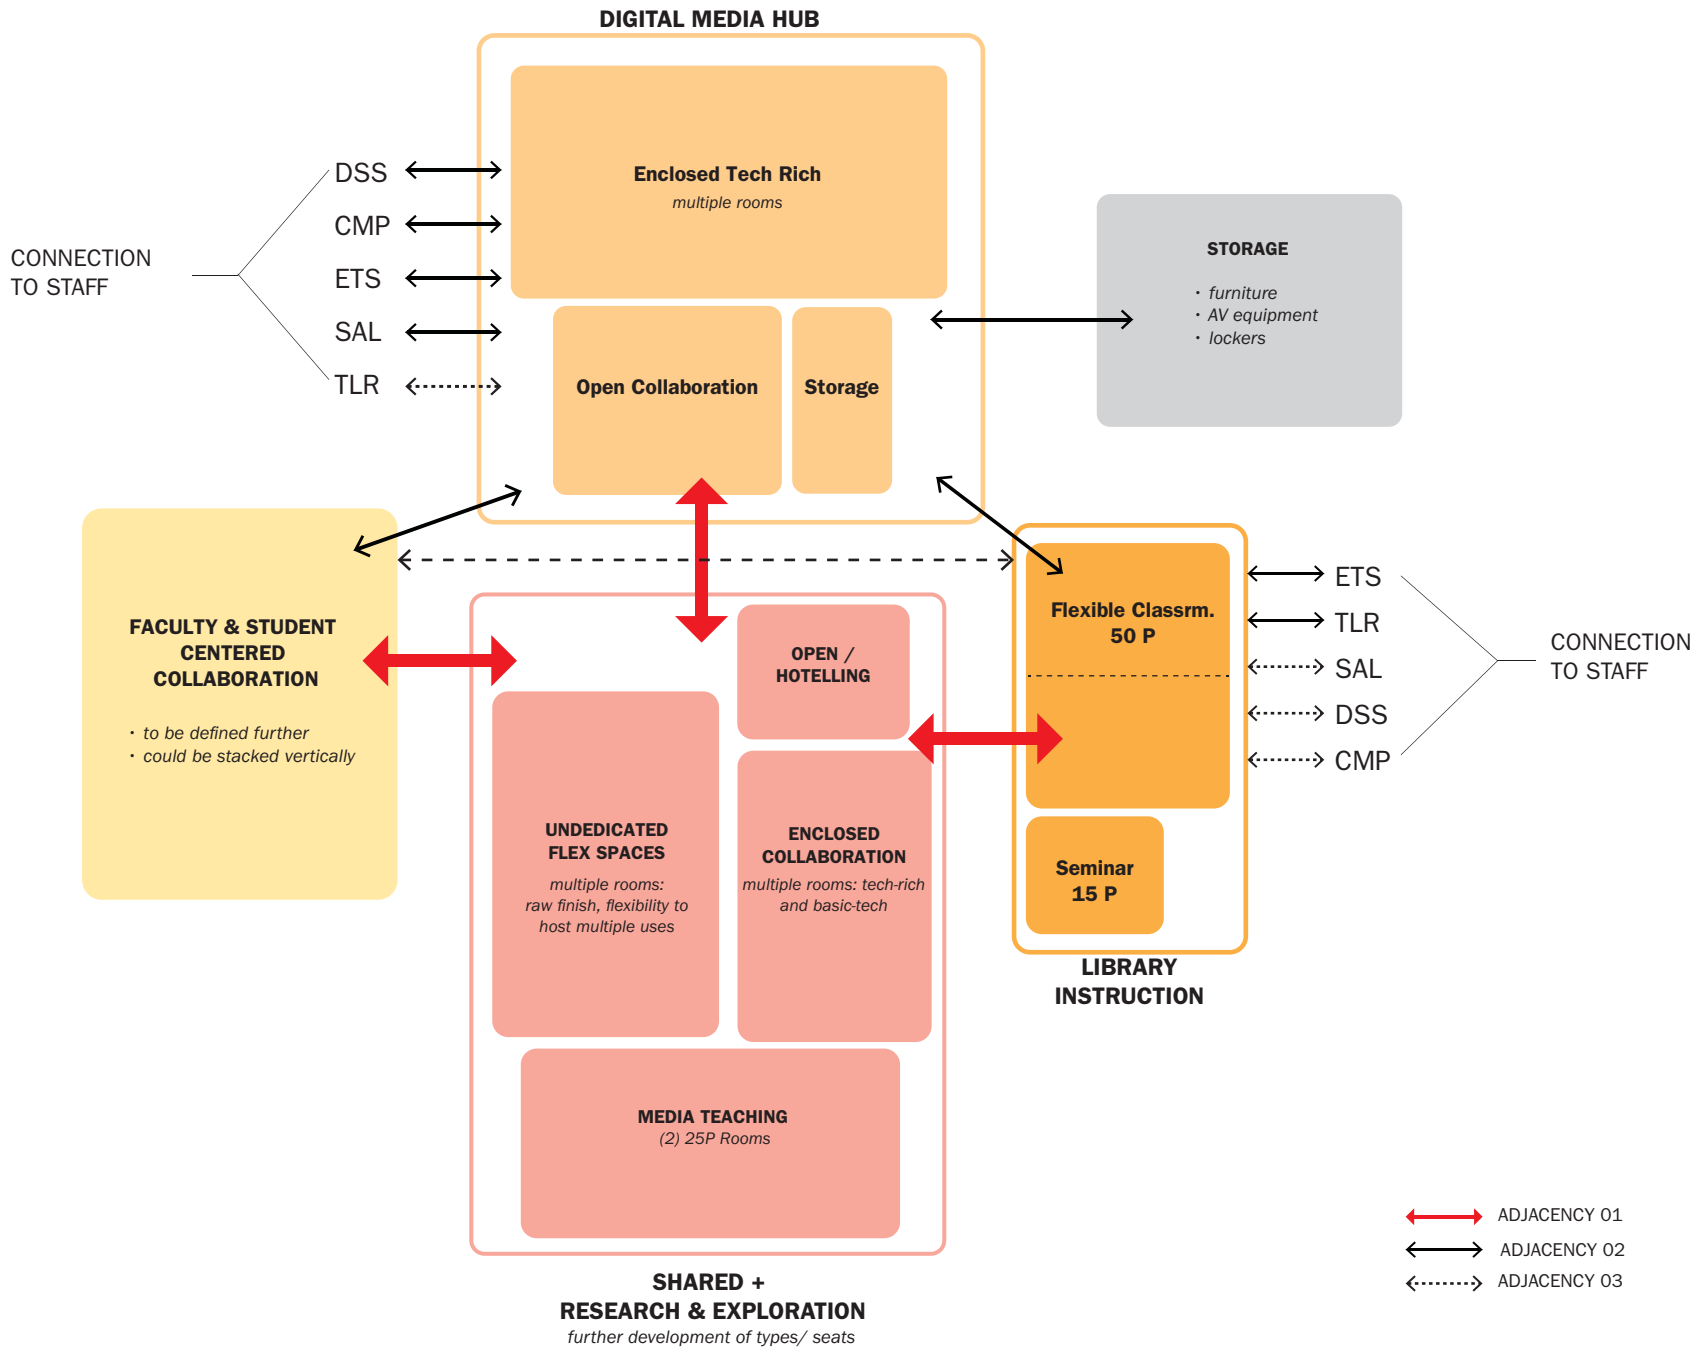 DIGITAL MEDIA HUB
Enclosed Tech Rich
multiple rooms
Open Collaboration
Storage
CONNECTION
TO STAFF
DSS
CMP
ETS
SAL
TLR
STORAGE
• furniture
• AV equipment
• lockers
FACULTY & STUDENT
CENTERED
COLLABORATION
• to be defined further
• could be stacked vertically
OPEN /
HOTELLING
UNDEDICATED
FLEX SPACES
multiple rooms:
raw finish, flexibility to
host multiple uses
ENCLOSED
COLLABORATION
multiple rooms: tech-rich
and basic-tech
MEDIA TEACHING
(2) 25P Rooms
SHARED +
RESEARCH & EXPLORATION
further development of types/ seats
Flexible Classrm.
50 P
Seminar
15 P
LIBRARY
INSTRUCTION
ETS
TLR
SAL
DSS
CMP
CONNECTION
TO STAFF
ADJACENCY 01
ADJACENCY 02
ADJACENCY 03